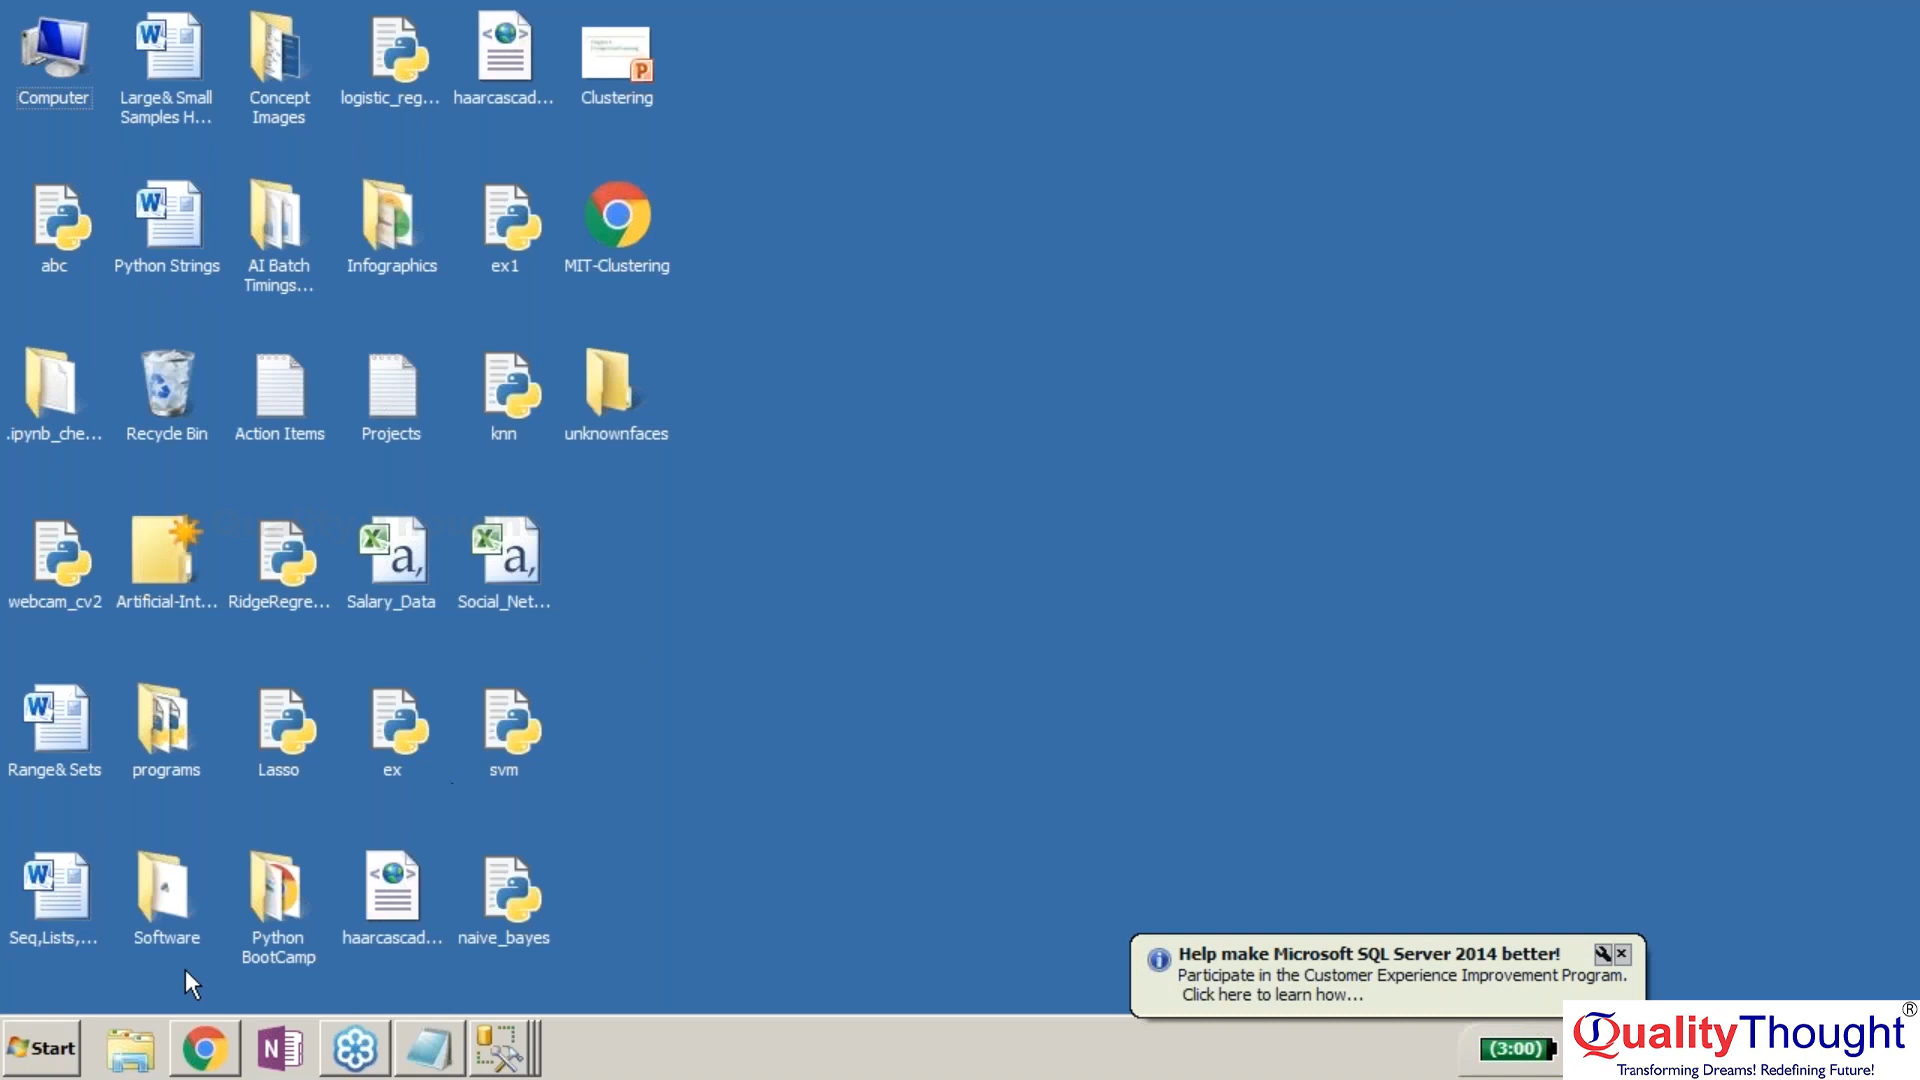 Computer
Large& Small
Samples H...
Concept
Images
logistic_reg...
haarcascad...
Clustering
abc
Python Strings
AI Batch
Timings...
Infographics
ex1
MIT-Clustering
.ipynb_che...
Recycle Bin
Action Items
Projects
knn
unknownfaces
webcam_cv2
Artificial-Int...
RidgeRegre...
Salary_Data
Social_Net...
Range& Sets
programs
Lasso
ex
svm
Seq,Lists,...
Software
Python
BootCamp
haarcascad...
naive_bayes
Help make Microsoft SQL Server 2014 better!
Participate in the Customer Experience Improvement Program.
Click here to learn how...
Start
(3:00)
QualityThought®
Transforming Dreams! Redefining Future!